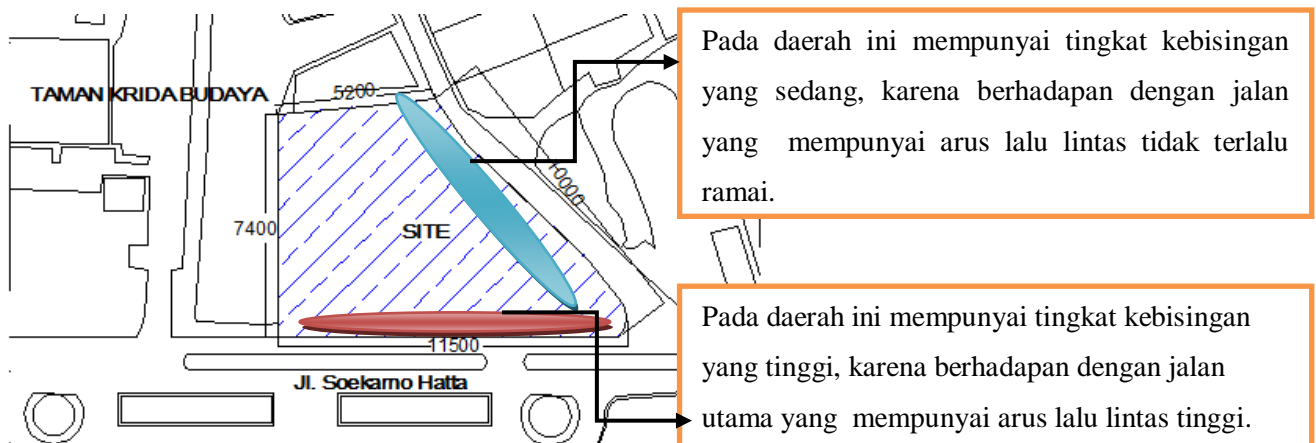 Pada daerah ini mempunyai tingkat kebisingan
yang sedang, karena berhadapan dengan jalan
yang mempunyai arus lalu lintas tidak terlalu
ramai.
TAMAN KRIDA BUDAYA
5200
10000
7400
SITE
11500
Jl. Soekarno Hatta
Pada daerah ini mempunyai tingkat kebisingan
yang tinggi, karena berhadapan dengan jalan
utama yang mempunyai arus lalu lintas tinggi.